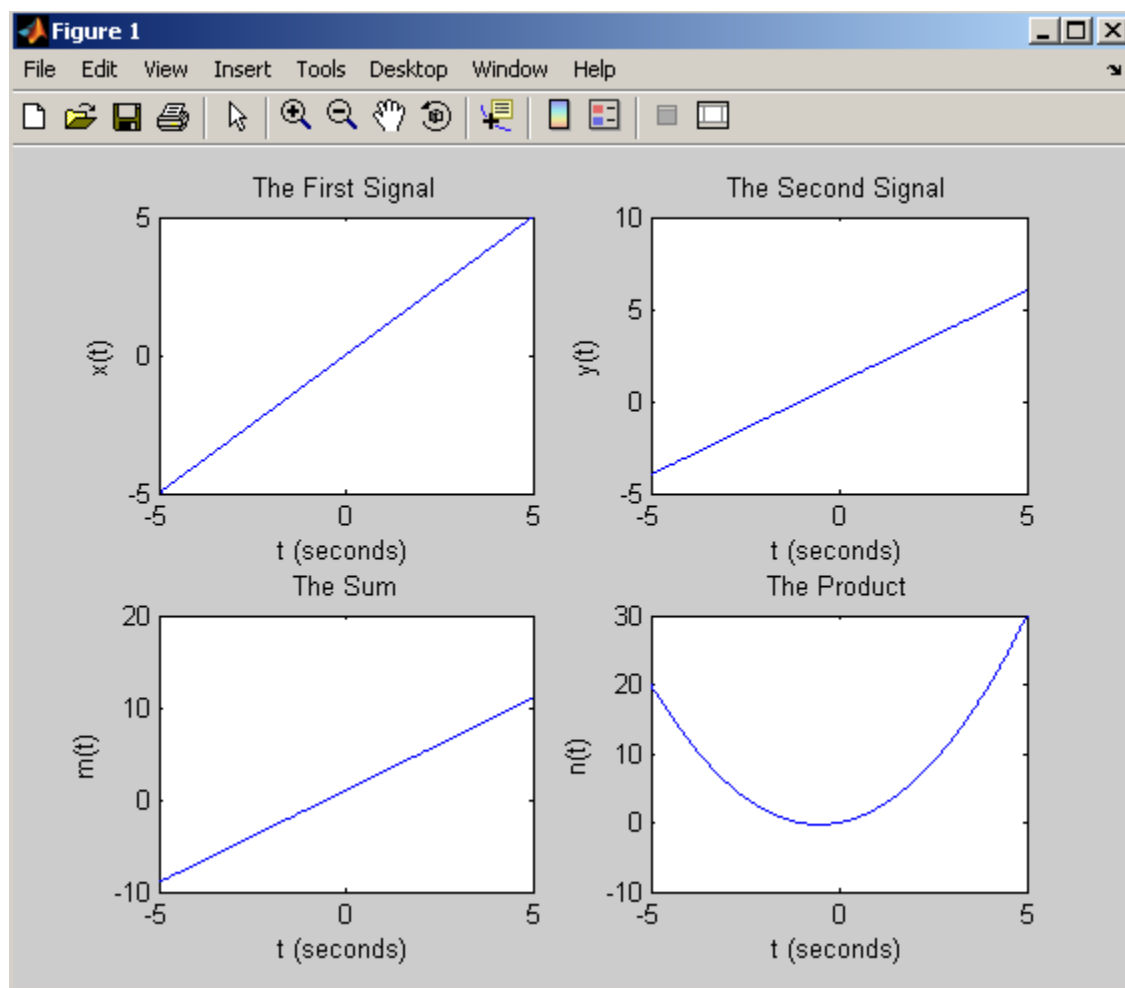 Figure 1
File Edit View Insert Tools Desktop Window Help
The First Signal
5
0
-5
x(t)
-5 0 5
t (seconds)
The Second Signal
10
5
0
-5
y(t)
-5 0 5
t (seconds)
The Sum
20
10
0
-10
m(t)
-5 0 5
t (seconds)
The Product
30
20
10
0
-10
n(t)
-5 0 5
t (seconds)